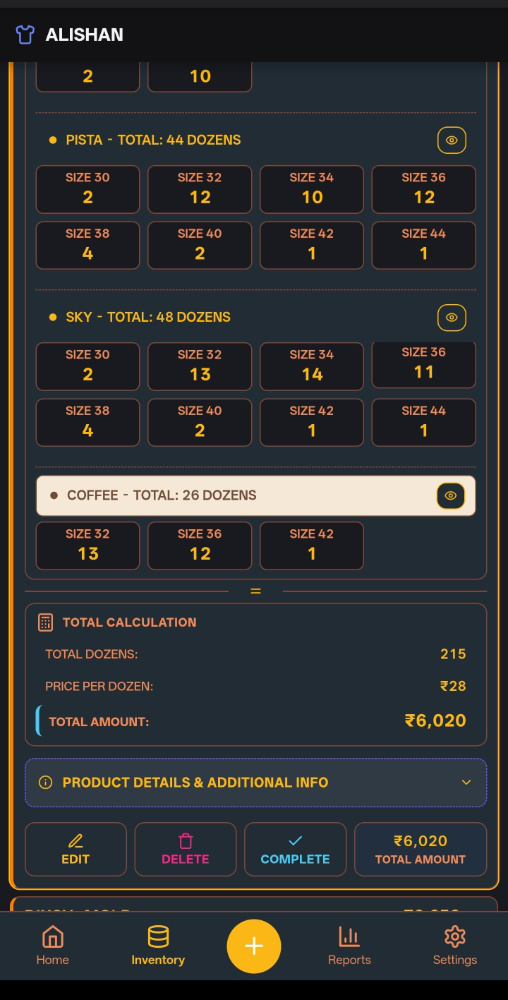 ALISHAN
2 10
PISTA - TOTAL: 44 DOZENS
SIZE 30 SIZE 32 SIZE 34 SIZE 36
2 12 10 12
SIZE 38 SIZE 40 SIZE 42 SIZE 44
4 2 1 1
SKY - TOTAL: 48 DOZENS
SIZE 30 SIZE 32 SIZE 34 SIZE 36
2 13 14 11
SIZE 38 SIZE 40 SIZE 42 SIZE 44
4 2 1 1
COFFEE - TOTAL: 26 DOZENS
SIZE 32 SIZE 36 SIZE 42
13 12 1
=
TOTAL CALCULATION
TOTAL DOZENS: 215
PRICE PER DOZEN: ₹28
TOTAL AMOUNT: ₹6,020
PRODUCT DETAILS & ADDITIONAL INFO
EDIT DELETE COMPLETE ₹6,020 TOTAL AMOUNT
Home Inventory + Reports Settings